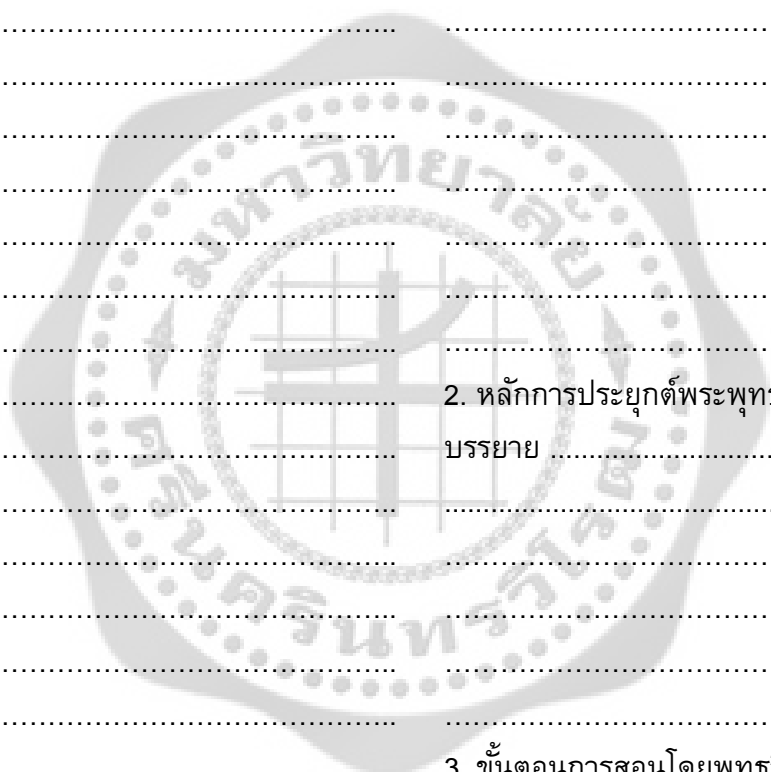 มหาวิทยาลัย
ศรีนครินทรวิโรฒ
2. หลักการประยุกต์พระพุทธ
บรรยาย ..............................
3. ขั้นตอนการสอนโดยพุทธ